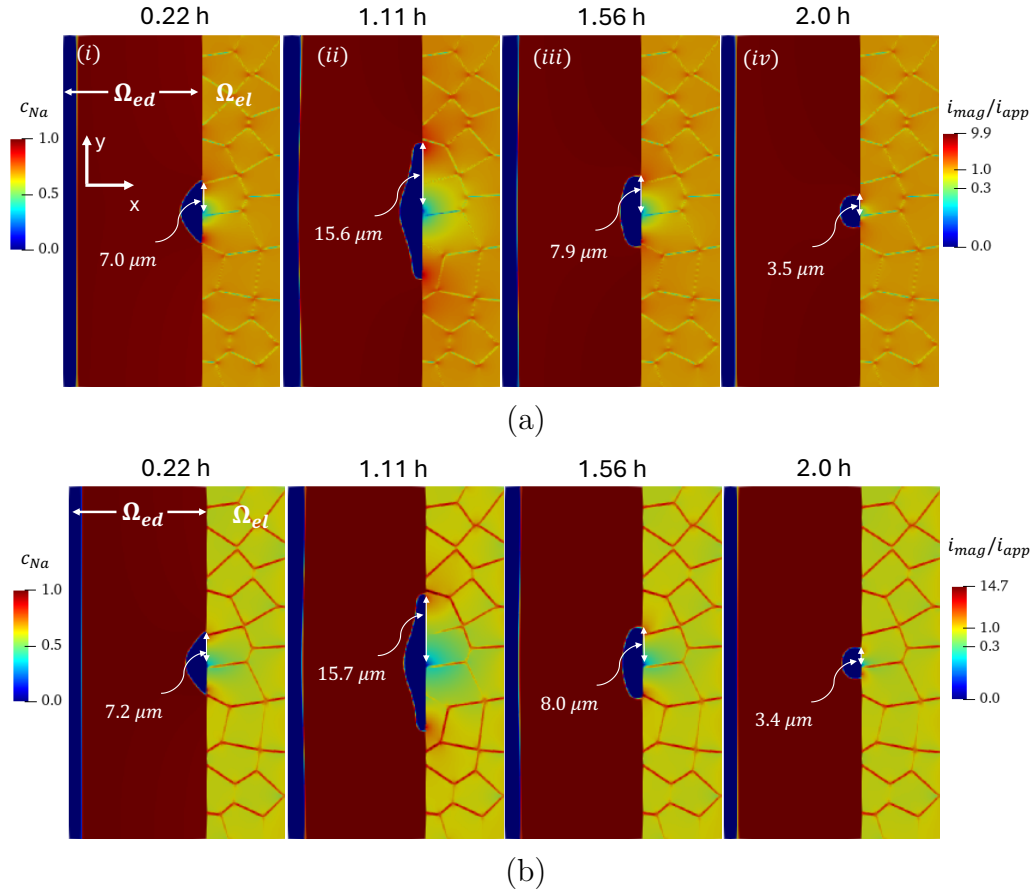 0.22 h 1.11 h 1.56 h 2.0 h
(i) (ii) (iii) (iv)
Ω_ed Ω_el
c_Na
1.0
0.5
0.0
y
x
7.0 μm
15.6 μm
7.9 μm
3.5 μm
i_mag/i_app
9.9
1.0
0.3
0.0
(a)
0.22 h 1.11 h 1.56 h 2.0 h
Ω_ed Ω_el
c_Na
1.0
0.5
0.0
7.2 μm
15.7 μm
8.0 μm
3.4 μm
i_mag/i_app
14.7
1.0
0.3
0.0
(b)